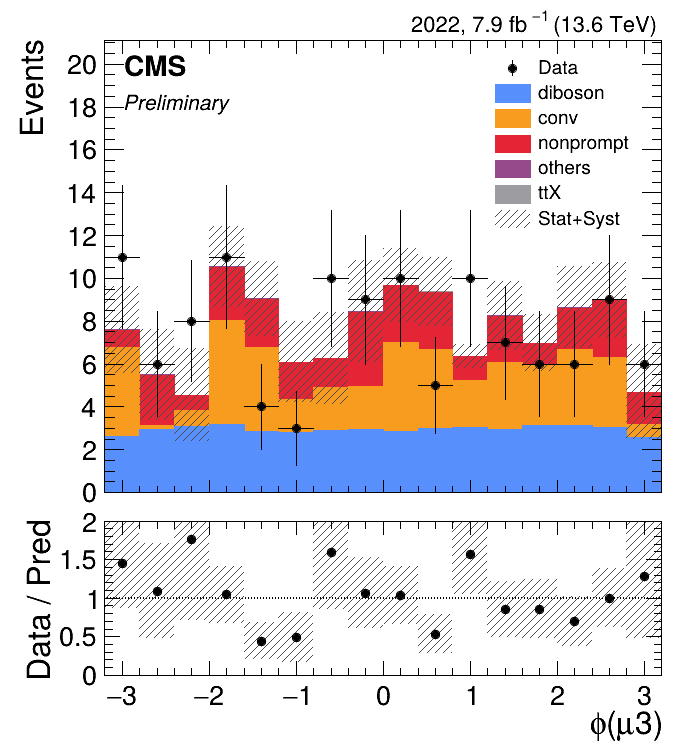 2022, 7.9 fb⁻¹ (13.6 TeV)
CMS
Preliminary
Data
diboson
conv
nonprompt
others
ttX
Stat+Syst
Events
20
18
16
14
12
10
8
6
4
2
0
Data / Pred
2
1.5
1
0.5
0
−3 −2 −1 0 1 2 3
ϕ(μ3)